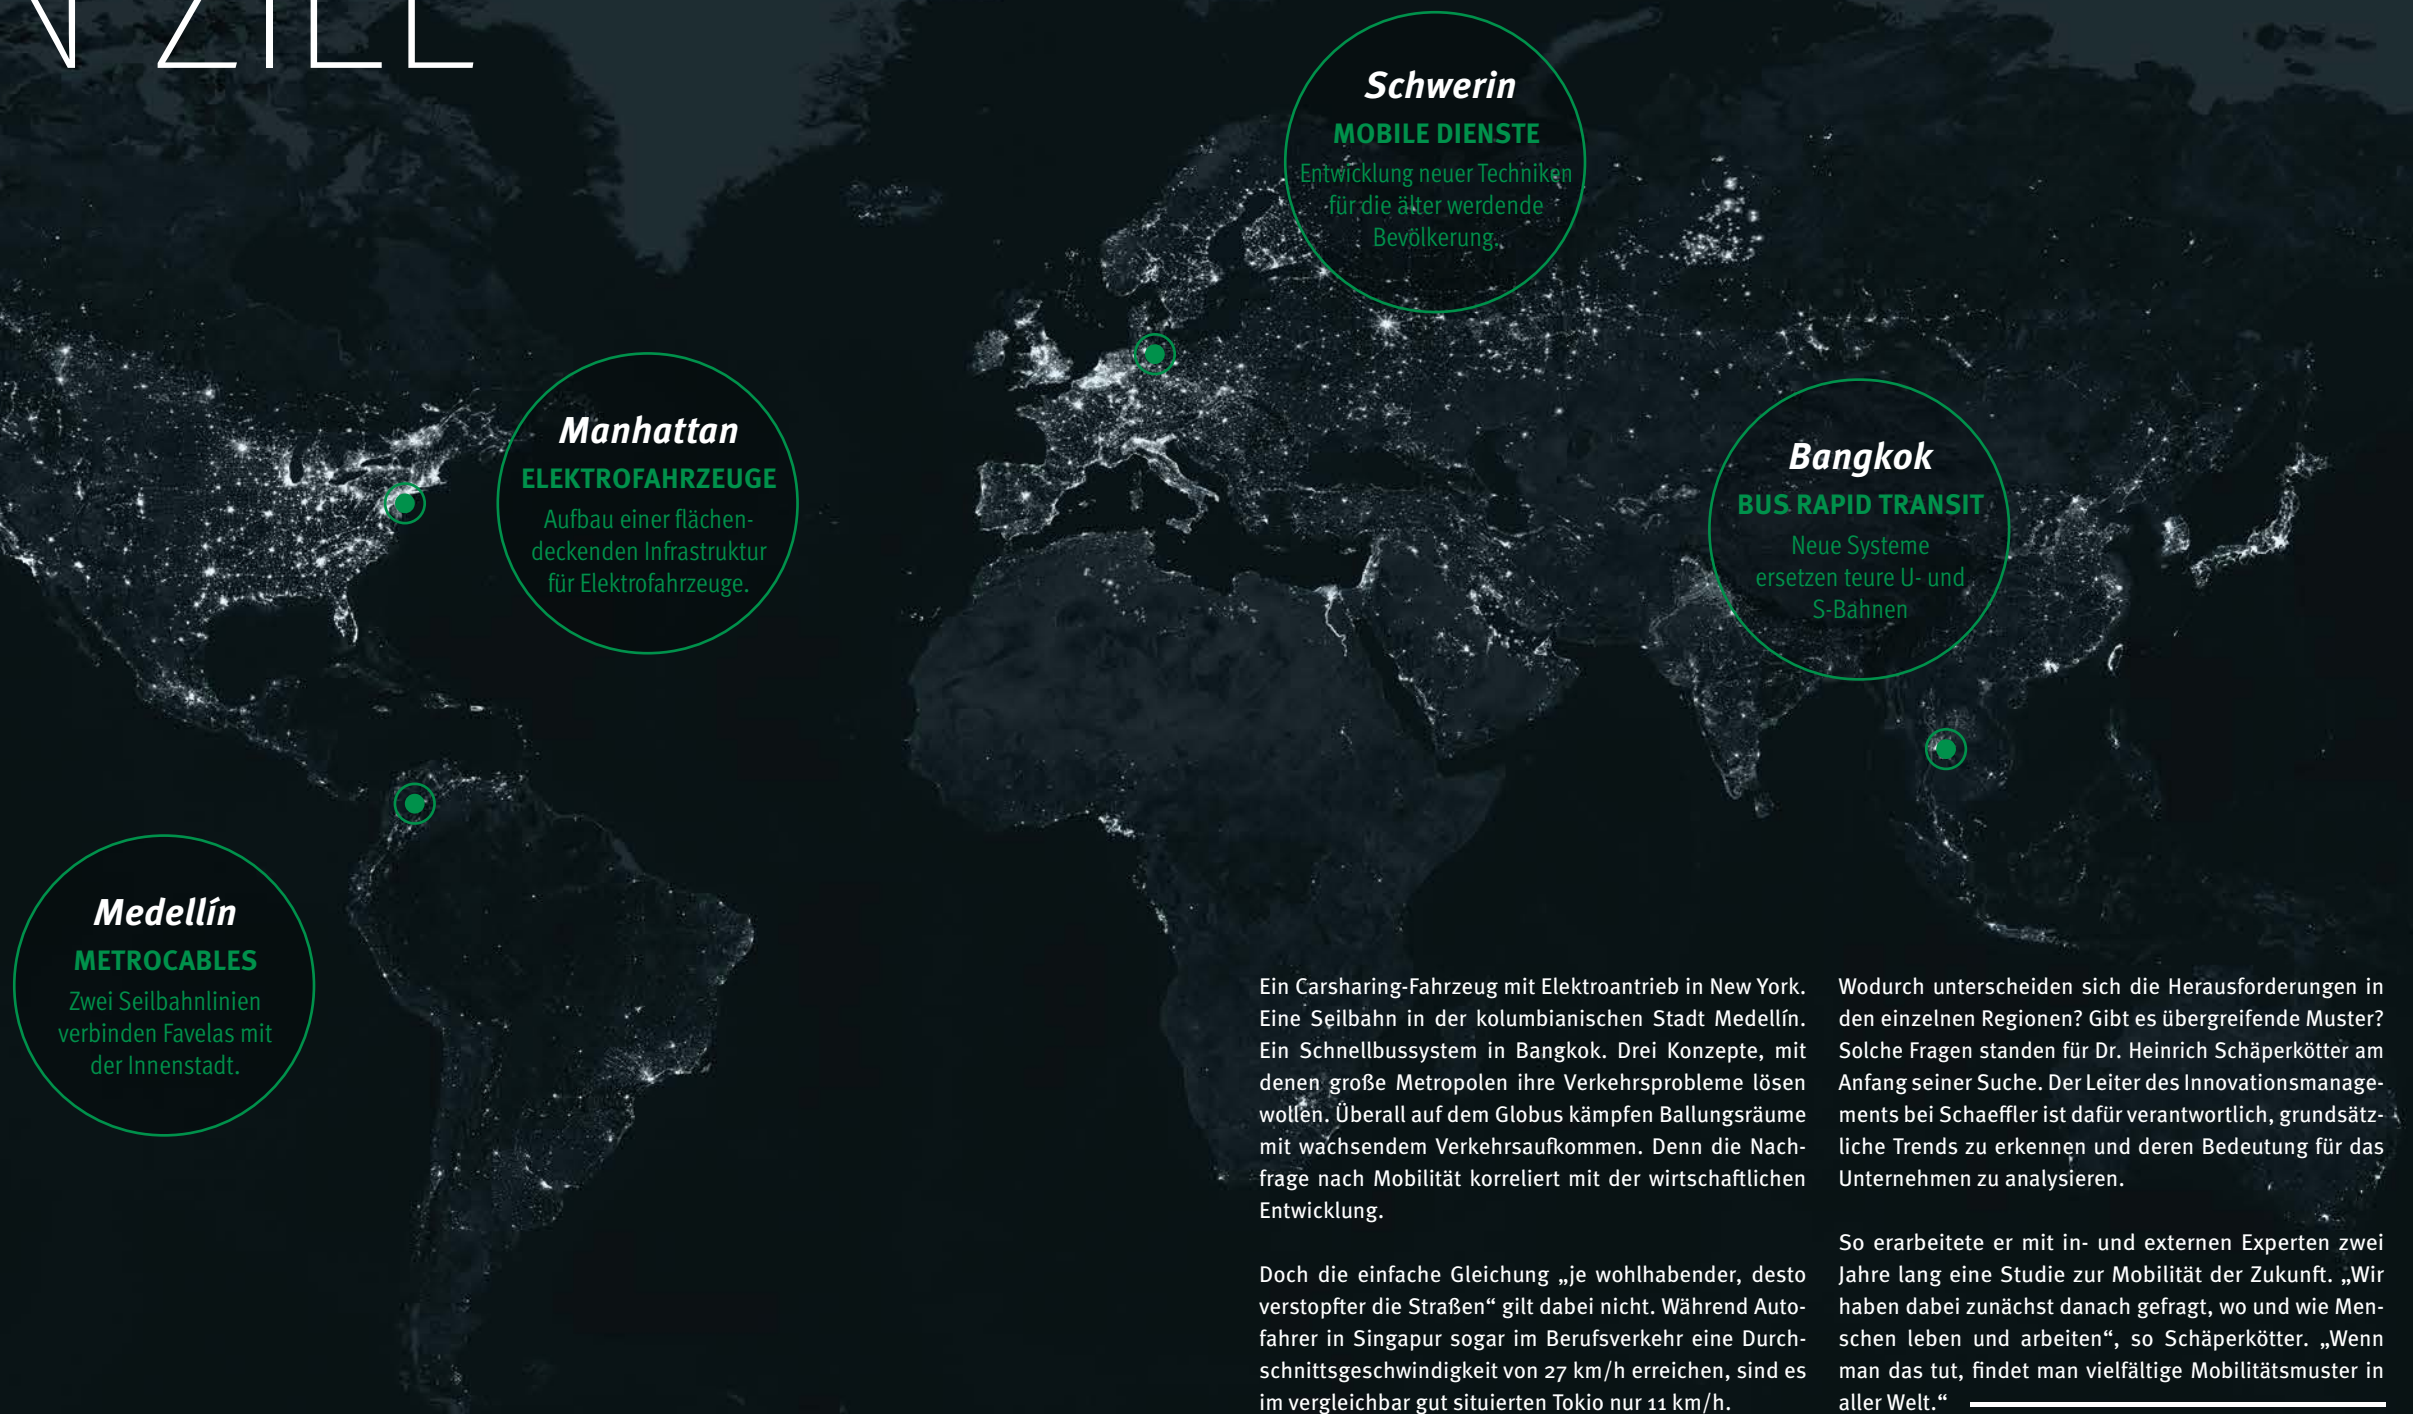 N ZIEL
Schwerin
MOBILE DIENSTE
Entwicklung neuer Techniken
für die älter werdende
Bevölkerung.
Manhattan
ELEKTROFAHRZEUGE
Aufbau einer flächen-
deckenden Infrastruktur
für Elektrofahrzeuge.
Bangkok
BUS RAPID TRANSIT
Neue Systeme
ersetzen teure U- und
S-Bahnen
Medellín
METROCABLES
Zwei Seilbahnlinien
verbinden Favelas mit
der Innenstadt.
Ein Carsharing-Fahrzeug mit Elektroantrieb in New York.
Eine Seilbahn in der kolumbianischen Stadt Medellín.
Ein Schnellbussystem in Bangkok. Drei Konzepte, mit
denen große Metropolen ihre Verkehrsprobleme lösen
wollen. Überall auf dem Globus kämpfen Ballungsräume
mit wachsendem Verkehrsaufkommen. Denn die Nach-
frage nach Mobilität korreliert mit der wirtschaftlichen
Entwicklung.
Doch die einfache Gleichung „je wohlhabender, desto
verstopfter die Straßen“ gilt dabei nicht. Während Auto-
fahrer in Singapur sogar im Berufsverkehr eine Durch-
schnittsgeschwindigkeit von 27 km/h erreichen, sind es
im vergleichbar gut situierten Tokio nur 11 km/h.
Wodurch unterscheiden sich die Herausforderungen in
den einzelnen Regionen? Gibt es übergreifende Muster?
Solche Fragen standen für Dr. Heinrich Schäperkötter am
Anfang seiner Suche. Der Leiter des Innovationsmanage-
ments bei Schaeffler ist dafür verantwortlich, grundsätz-
liche Trends zu erkennen und deren Bedeutung für das
Unternehmen zu analysieren.
So erarbeitete er mit in- und externen Experten zwei
Jahre lang eine Studie zur Mobilität der Zukunft. „Wir
haben dabei zunächst danach gefragt, wo und wie Men-
schen leben und arbeiten“, so Schäperkötter. „Wenn
man das tut, findet man vielfältige Mobilitätsmuster in
aller Welt.“